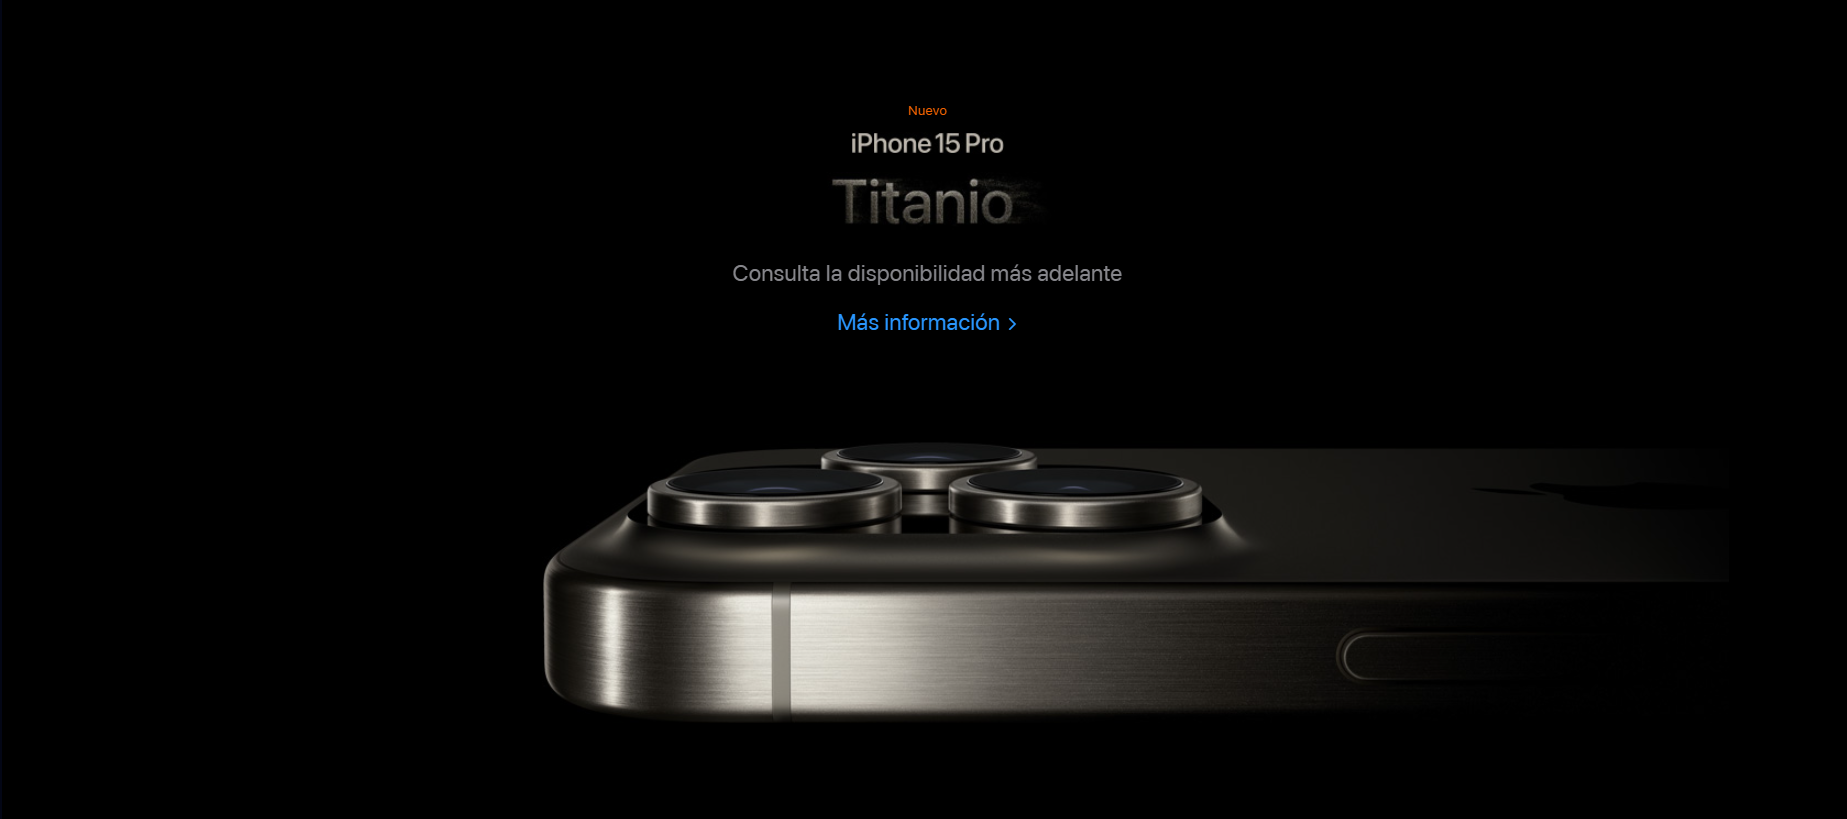 Nuevo
iPhone 15 Pro
Titanio
Consulta la disponibilidad más adelante
Más información >